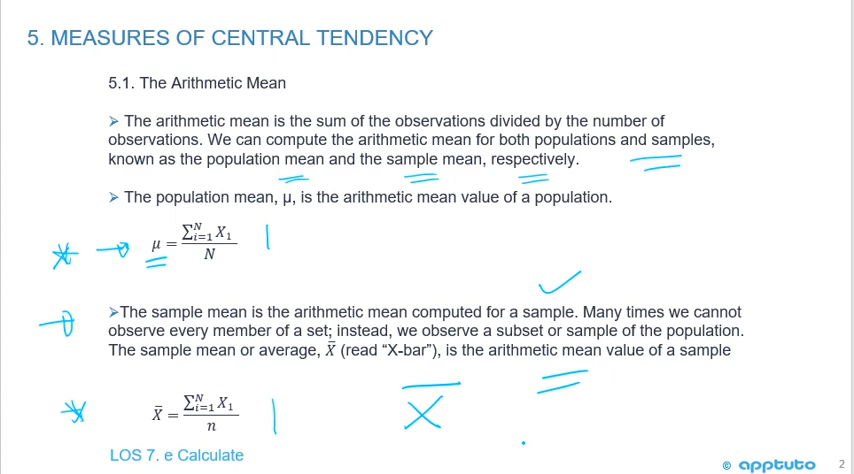 5. MEASURES OF CENTRAL TENDENCY
5.1. The Arithmetic Mean
➢ The arithmetic mean is the sum of the observations divided by the number of
observations. We can compute the arithmetic mean for both populations and samples,
known as the population mean and the sample mean, respectively.
➢ The population mean, µ, is the arithmetic mean value of a population.
μ = ∑ᵢ₌₁ᴺ X₁ / N
➢The sample mean is the arithmetic mean computed for a sample. Many times we cannot
observe every member of a set; instead, we observe a subset or sample of the population.
The sample mean or average, X̄ (read “X-bar”), is the arithmetic mean value of a sample
X̄ = ∑ᵢ₌₁ᴺ X₁ / n
X̄
LOS 7. e Calculate
© apptuto 2